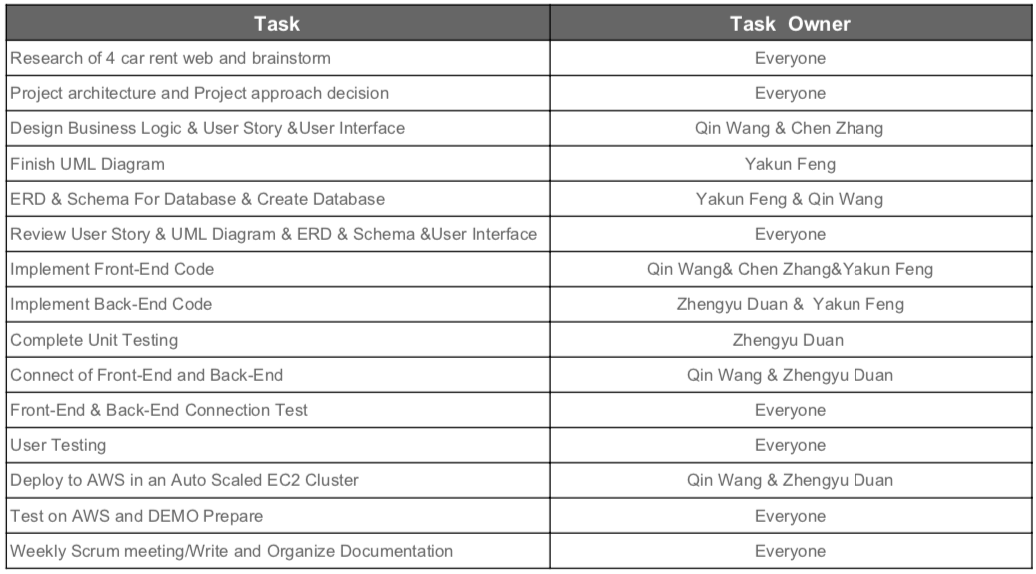 Task Task Owner
Research of 4 car rent web and brainstorm Everyone
Project architecture and Project approach decision Everyone
Design Business Logic & User Story &User Interface Qin Wang & Chen Zhang
Finish UML Diagram Yakun Feng
ERD & Schema For Database & Create Database Yakun Feng & Qin Wang
Review User Story & UML Diagram & ERD & Schema &User Interface Everyone
Implement Front-End Code Qin Wang& Chen Zhang&Yakun Feng
Implement Back-End Code Zhengyu Duan & Yakun Feng
Complete Unit Testing Zhengyu Duan
Connect of Front-End and Back-End Qin Wang & Zhengyu Duan
Front-End & Back-End Connection Test Everyone
User Testing Everyone
Deploy to AWS in an Auto Scaled EC2 Cluster Qin Wang & Zhengyu Duan
Test on AWS and DEMO Prepare Everyone
Weekly Scrum meeting/Write and Organize Documentation Everyone